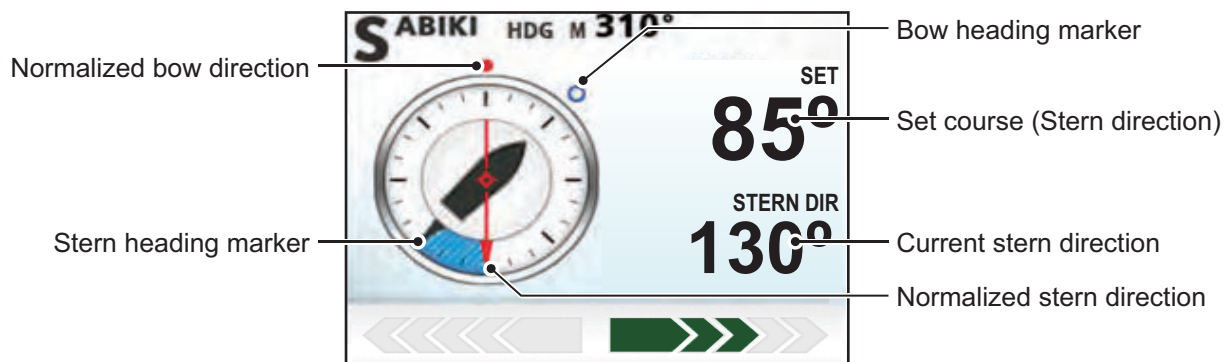 SABIKI HDG M 310°
Bow heading marker
Normalized bow direction
SET
85°
Set course (Stern direction)
STERN DIR
Stern heading marker
130°
Current stern direction
Normalized stern direction